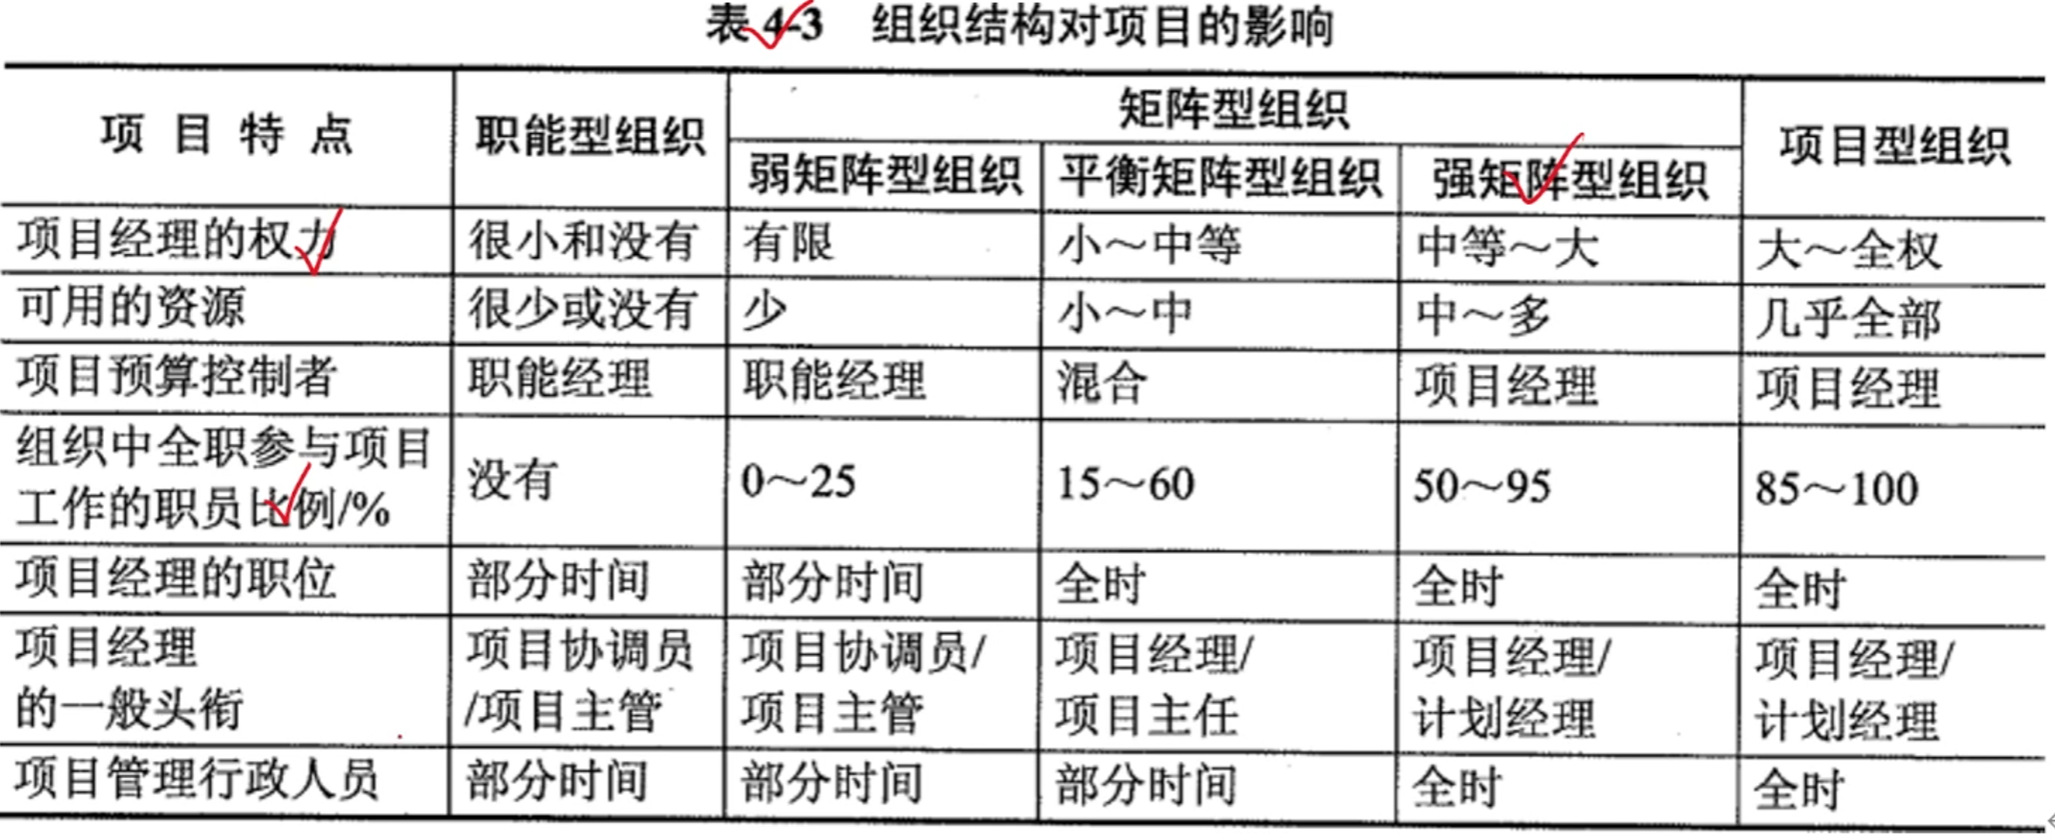 表 4-3 组织结构对项目的影响
项目特点 职能型组织 矩阵型组织 项目型组织
弱矩阵型组织 平衡矩阵型组织 强矩阵型组织
项目经理的权力 很小和没有 有限 小～中等 中等～大 大～全权
可用的资源 很少或没有 少 小～中 中～多 几乎全部
项目预算控制者 职能经理 职能经理 混合 项目经理 项目经理
组织中全职参与项目
工作的职员比例/% 没有 0～25 15～60 50～95 85～100
项目经理的职位 部分时间 部分时间 全时 全时 全时
项目经理 项目协调员 项目协调员/ 项目经理/ 项目经理/ 项目经理/
的一般头衔 /项目主管 项目主管 项目主任 计划经理 计划经理
项目管理行政人员 部分时间 部分时间 部分时间 全时 全时